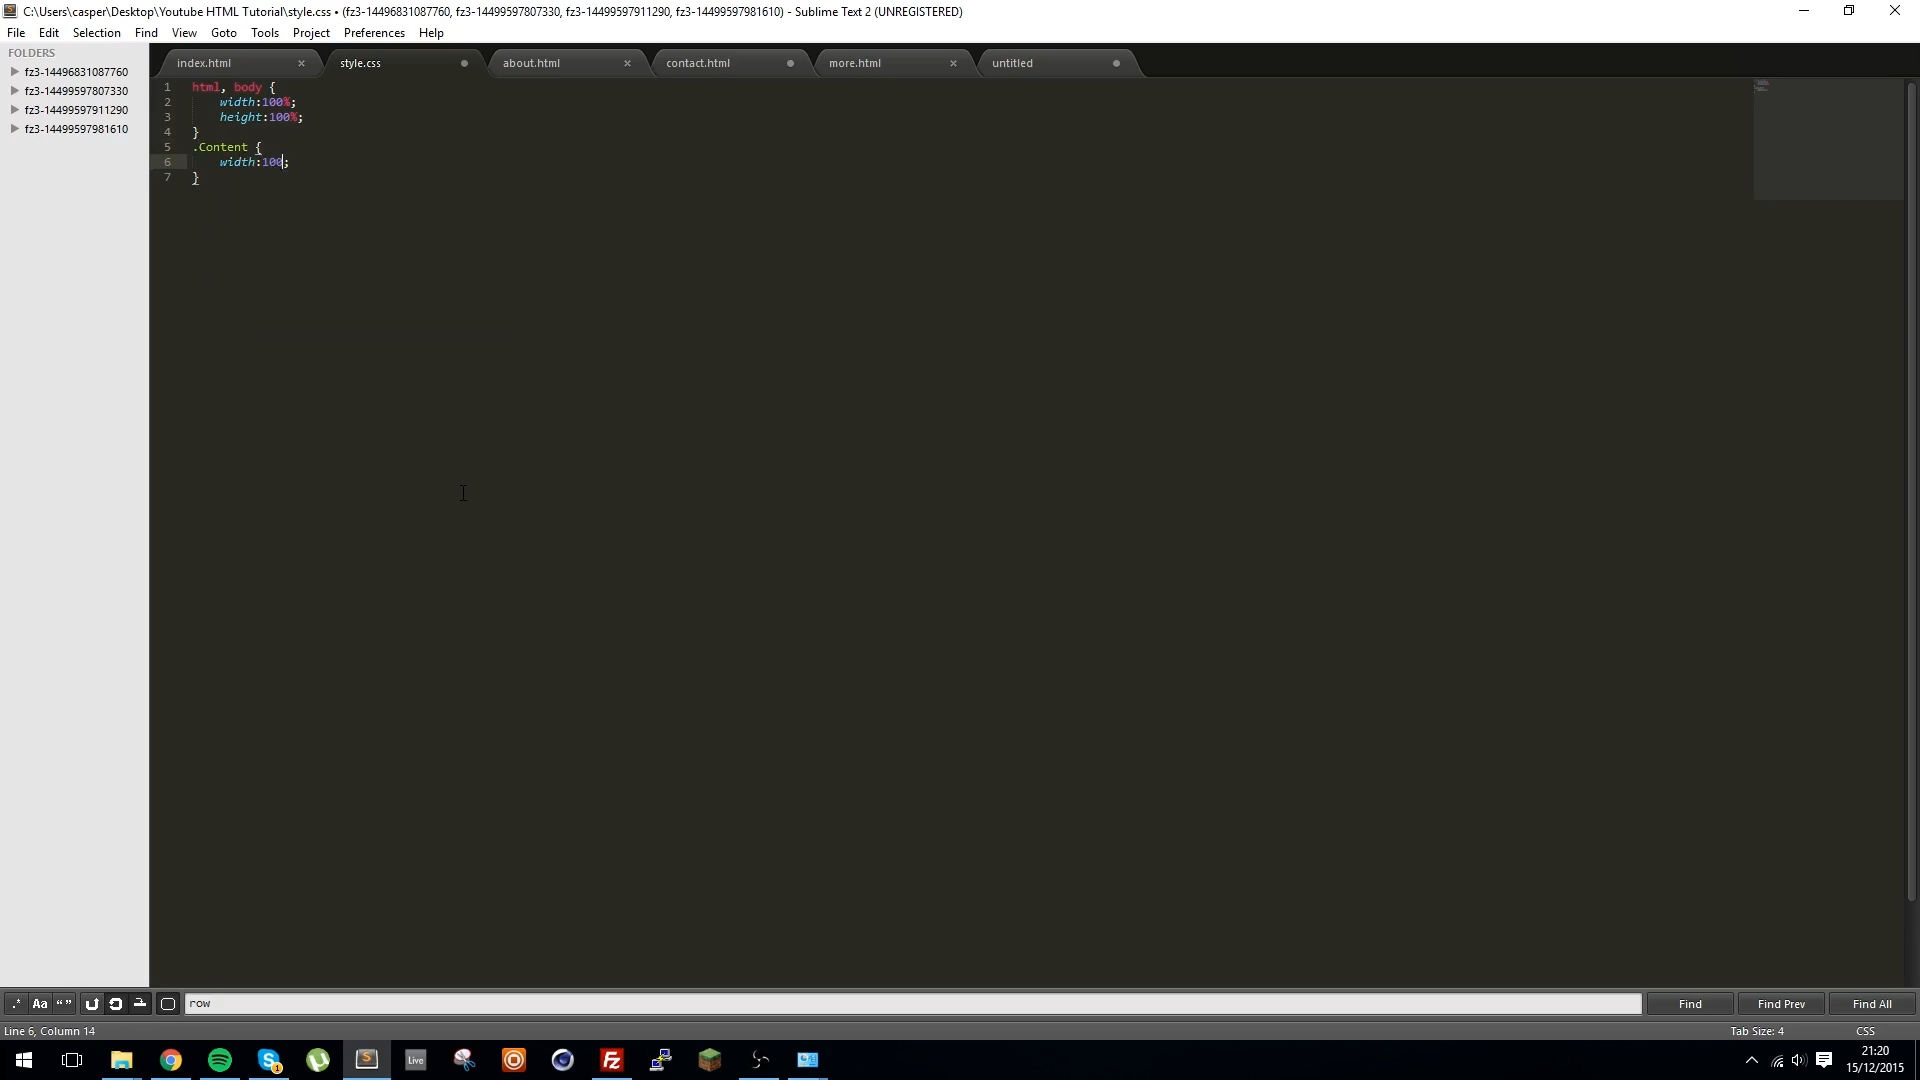 C:\Users\casper\Desktop\Youtube HTML Tutorial\style.css • (fz3-14496831087760, fz3-14499597807330, fz3-14499597911290, fz3-14499597981610) - Sublime Text 2 (UNREGISTERED)
File Edit Selection Find View Goto Tools Project Preferences Help
FOLDERS
fz3-14496831087760
fz3-14499597807330
fz3-14499597911290
fz3-14499597981610
index.html style.css about.html contact.html more.html untitled
1 html, body {
2 width:100%;
3 height:100%;
4 }
5 .Content {
6 width:100;
7 }
.* Aa “” row Find Find Prev Find All
Line 6, Column 14 Tab Size: 4 CSS
S 1 S Live Fz 21:20
15/12/2015